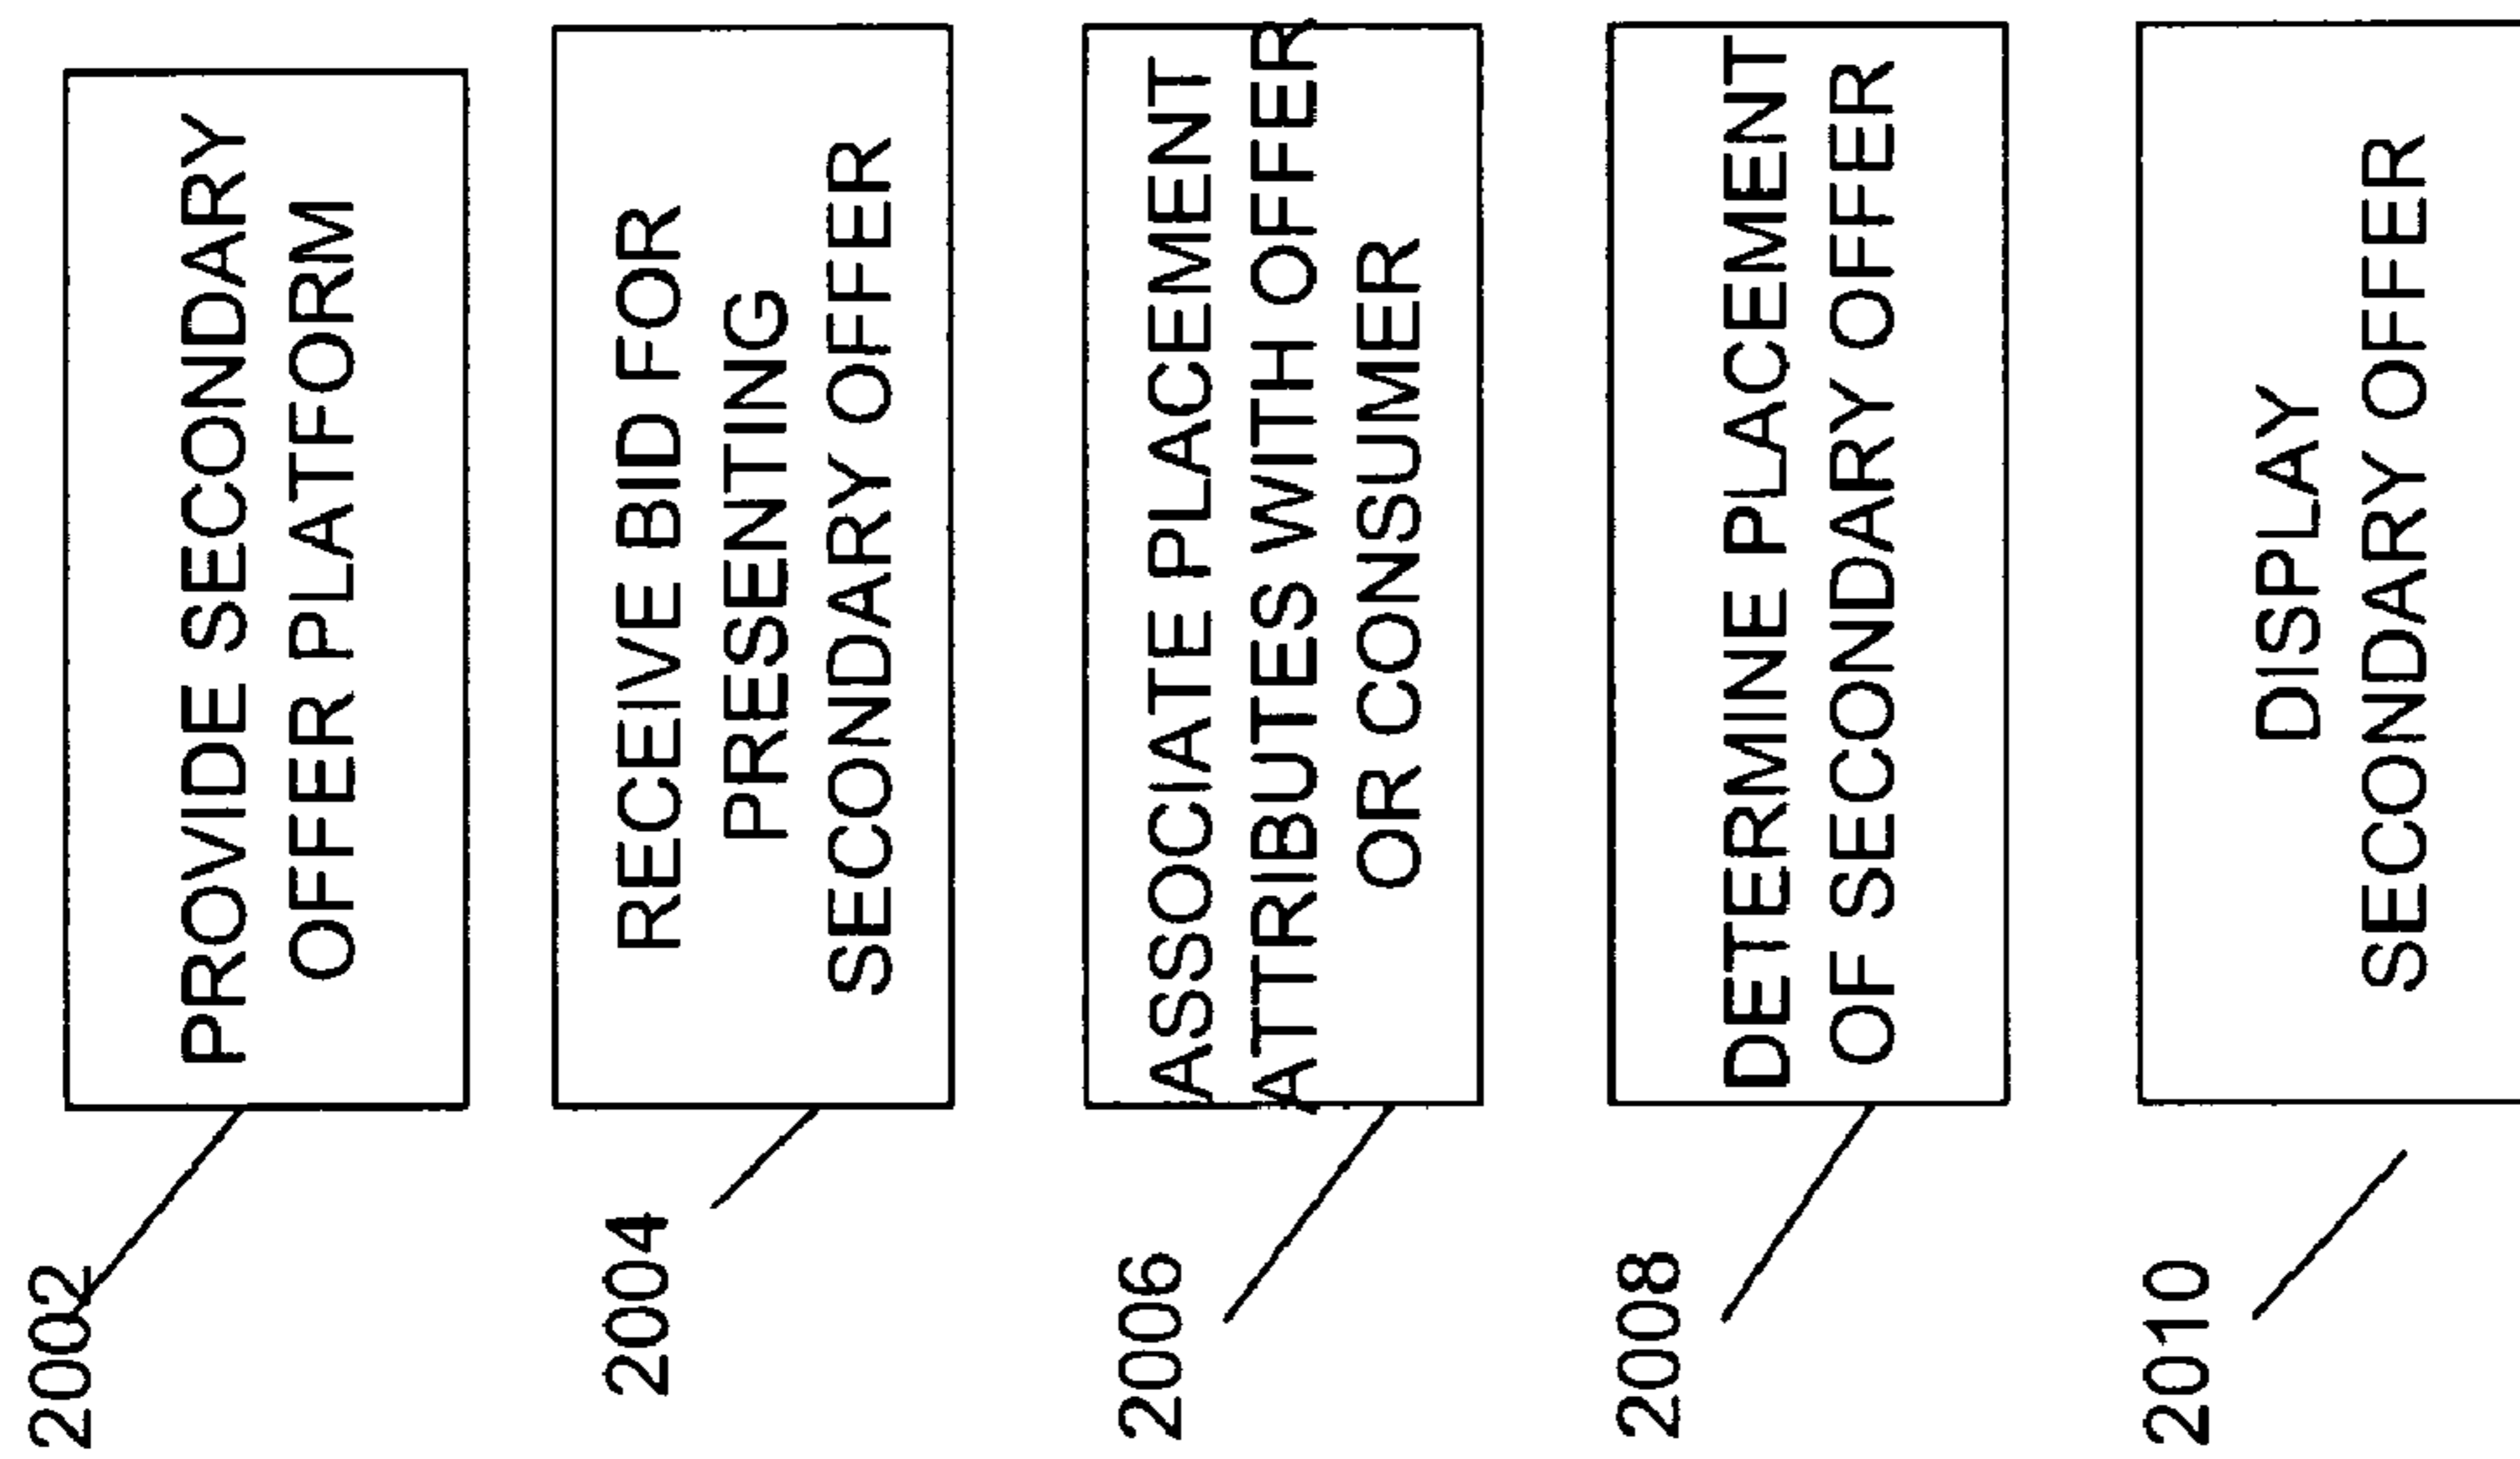 2002
PROVIDE SECONDARY
OFFER PLATFORM
2004
RECEIVE BID FOR
PRESENTING
SECONDARY OFFER
2006
ASSOCIATE PLACEMENT
ATTRIBUTES WITH OFFER
OR CONSUMER
2008
DETERMINE PLACEMENT
OF SECONDARY OFFER
2010
DISPLAY
SECONDARY OFFER